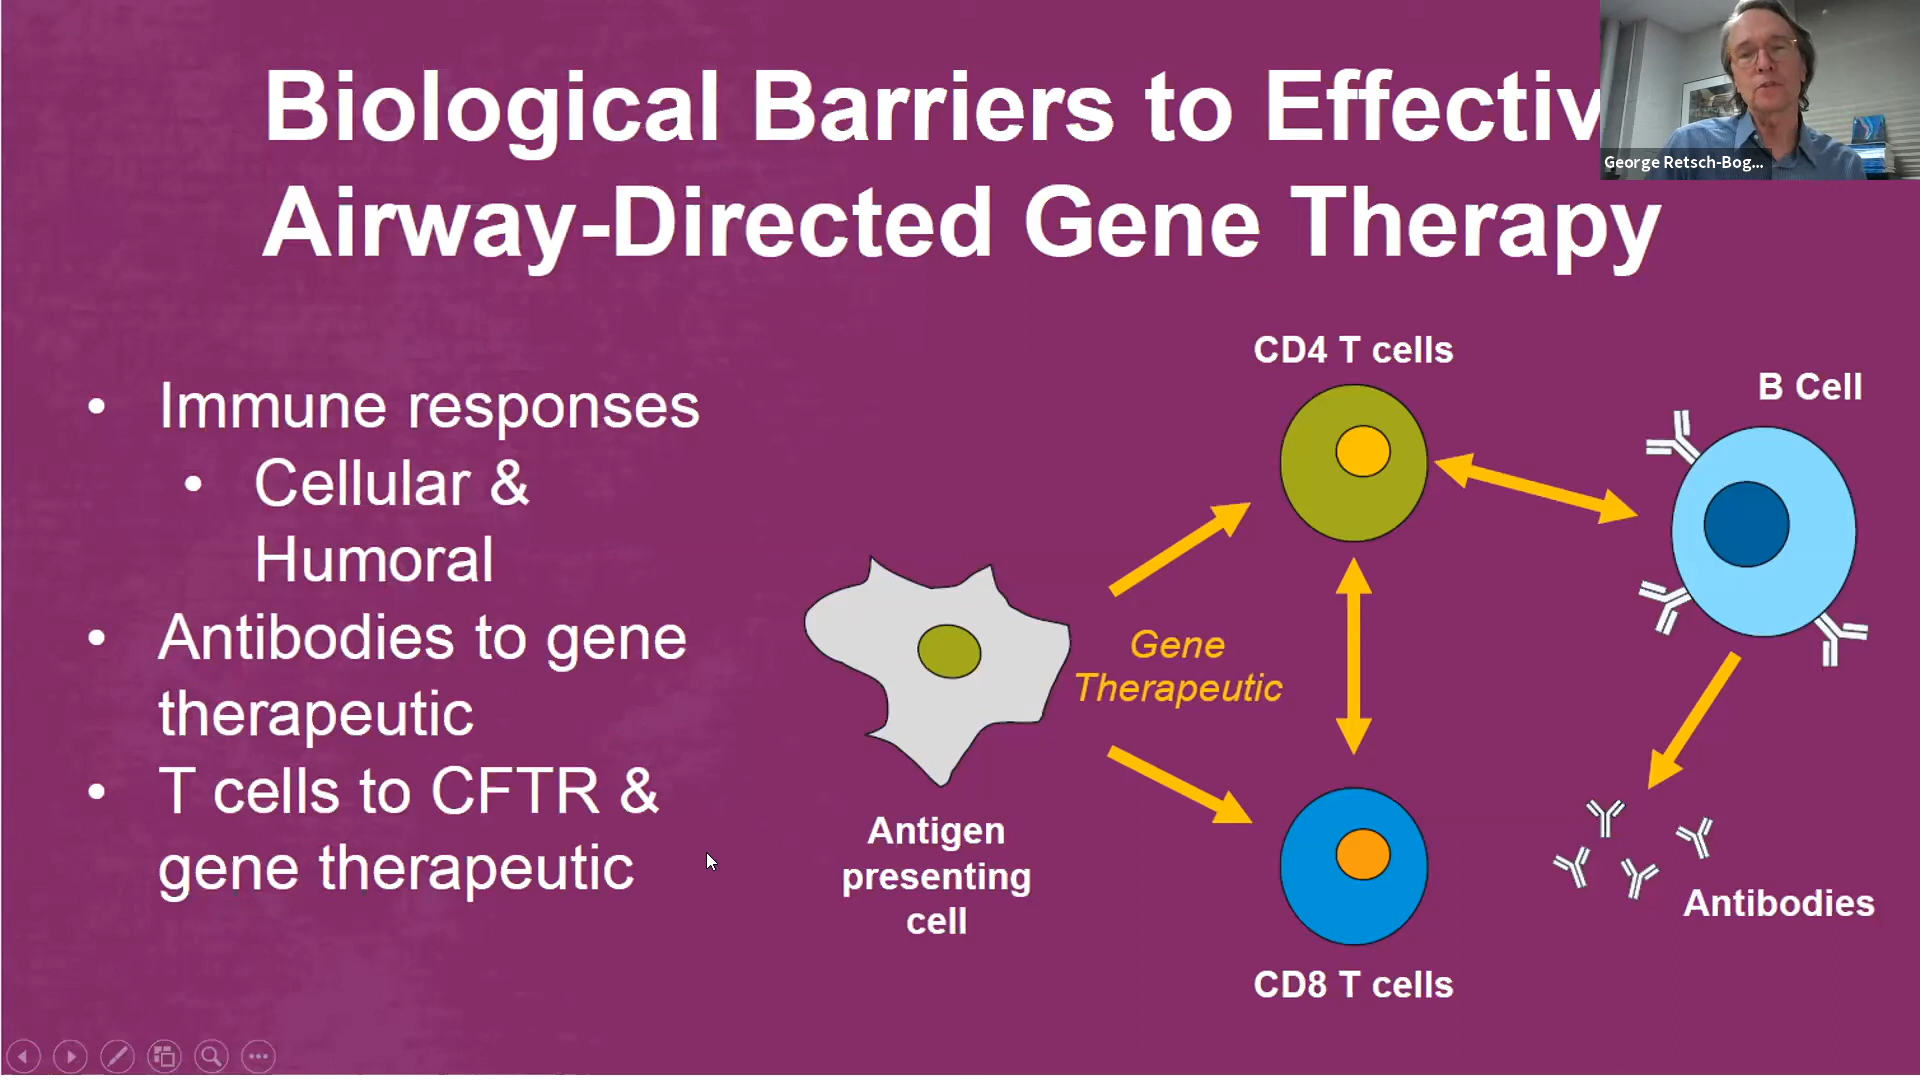 Biological Barriers to Effectiv
Airway-Directed Gene Therapy
George Retsch-Bog...
• Immune responses
• Cellular &
Humoral
• Antibodies to gene
therapeutic
• T cells to CFTR &
gene therapeutic
CD4 T cells
B Cell
Gene
Therapeutic
Antigen
presenting
cell
Antibodies
CD8 T cells